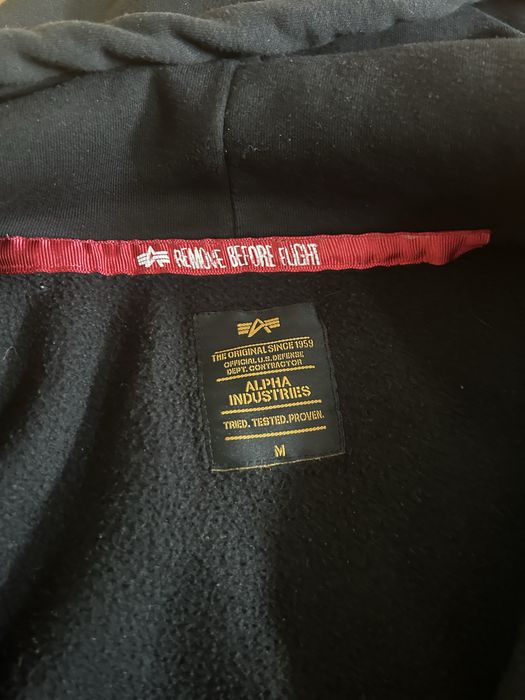 REMOVE BEFORE FLIGHT
THE ORIGINAL SINCE 1959
OFFICIAL U.S. DEFENSE
DEPT. CONTRACTOR
ALPHA
INDUSTRIES
TRIED. TESTED. PROVEN.
M